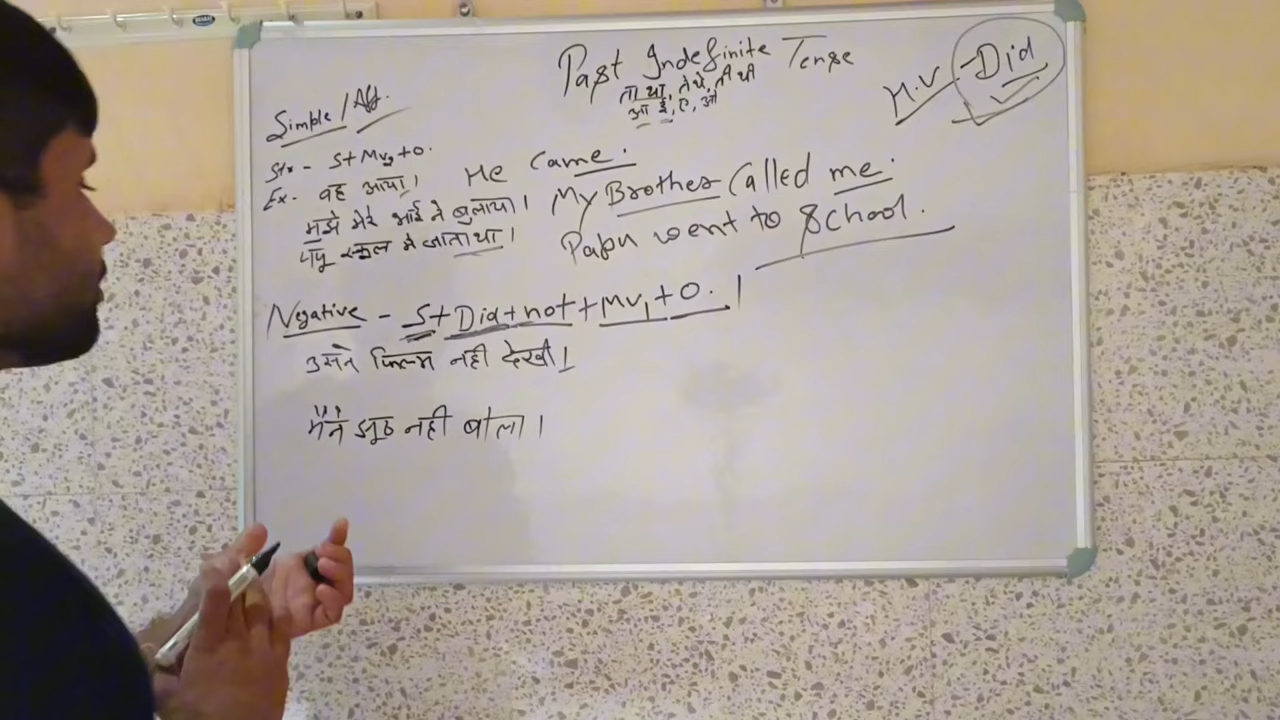 Past Indefinite Tense
ता था, ते थे, ती थी
आ, ई, ए, ओ
H.V - Did
Simple/Aff.
Str - S+Mv2+O.
Ex. वह आया। He Came.
मुझे मेरे भाई ने बुलाया। My Brother Called me.
पपू स्कुल मे जाता था। Papu went to School.
Negative - S+Did+not+Mv1+O. |
उसने फिल्म नही देखी।
मैंने झूठ नही बोला।